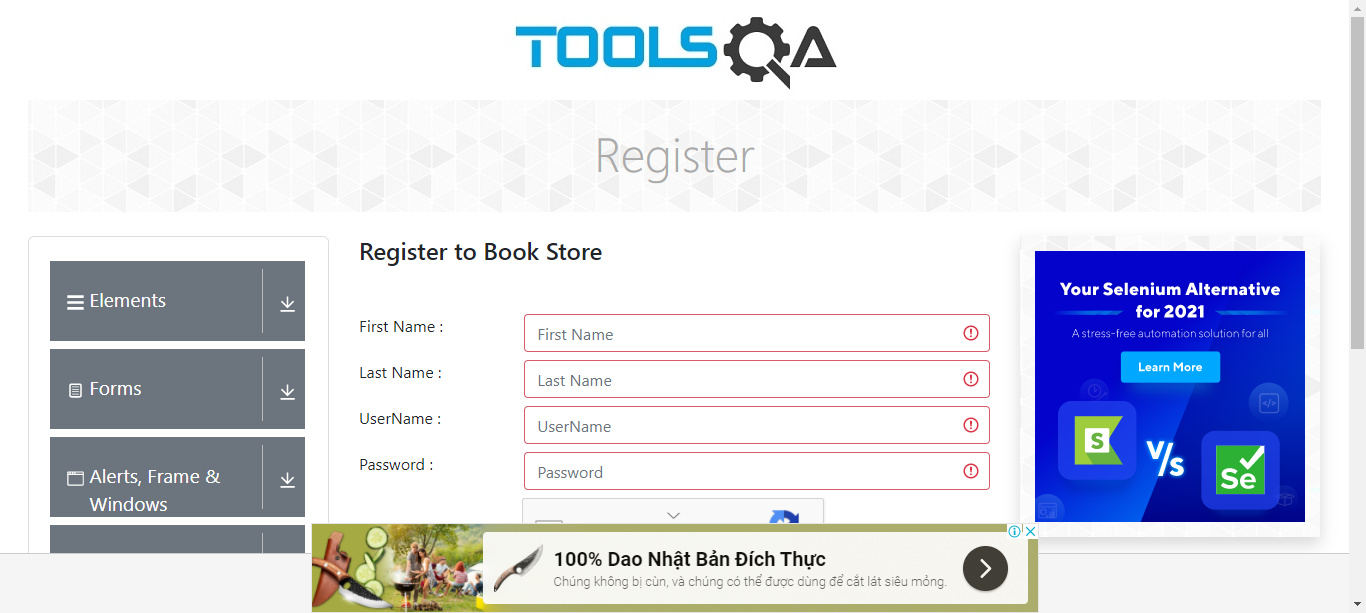 TOOLSQA
Register
Register to Book Store
Elements
Forms
Alerts, Frame &
Windows
First Name :
First Name
Last Name :
Last Name
UserName :
UserName
Password :
Password
Your Selenium Alternative
for 2021
A stress-free automation solution for all
Learn More
S
V/s
Se
100% Dao Nhật Bản Đích Thực
Chúng không bị cùn, và chúng có thể được dùng để cắt lát siêu mỏng.